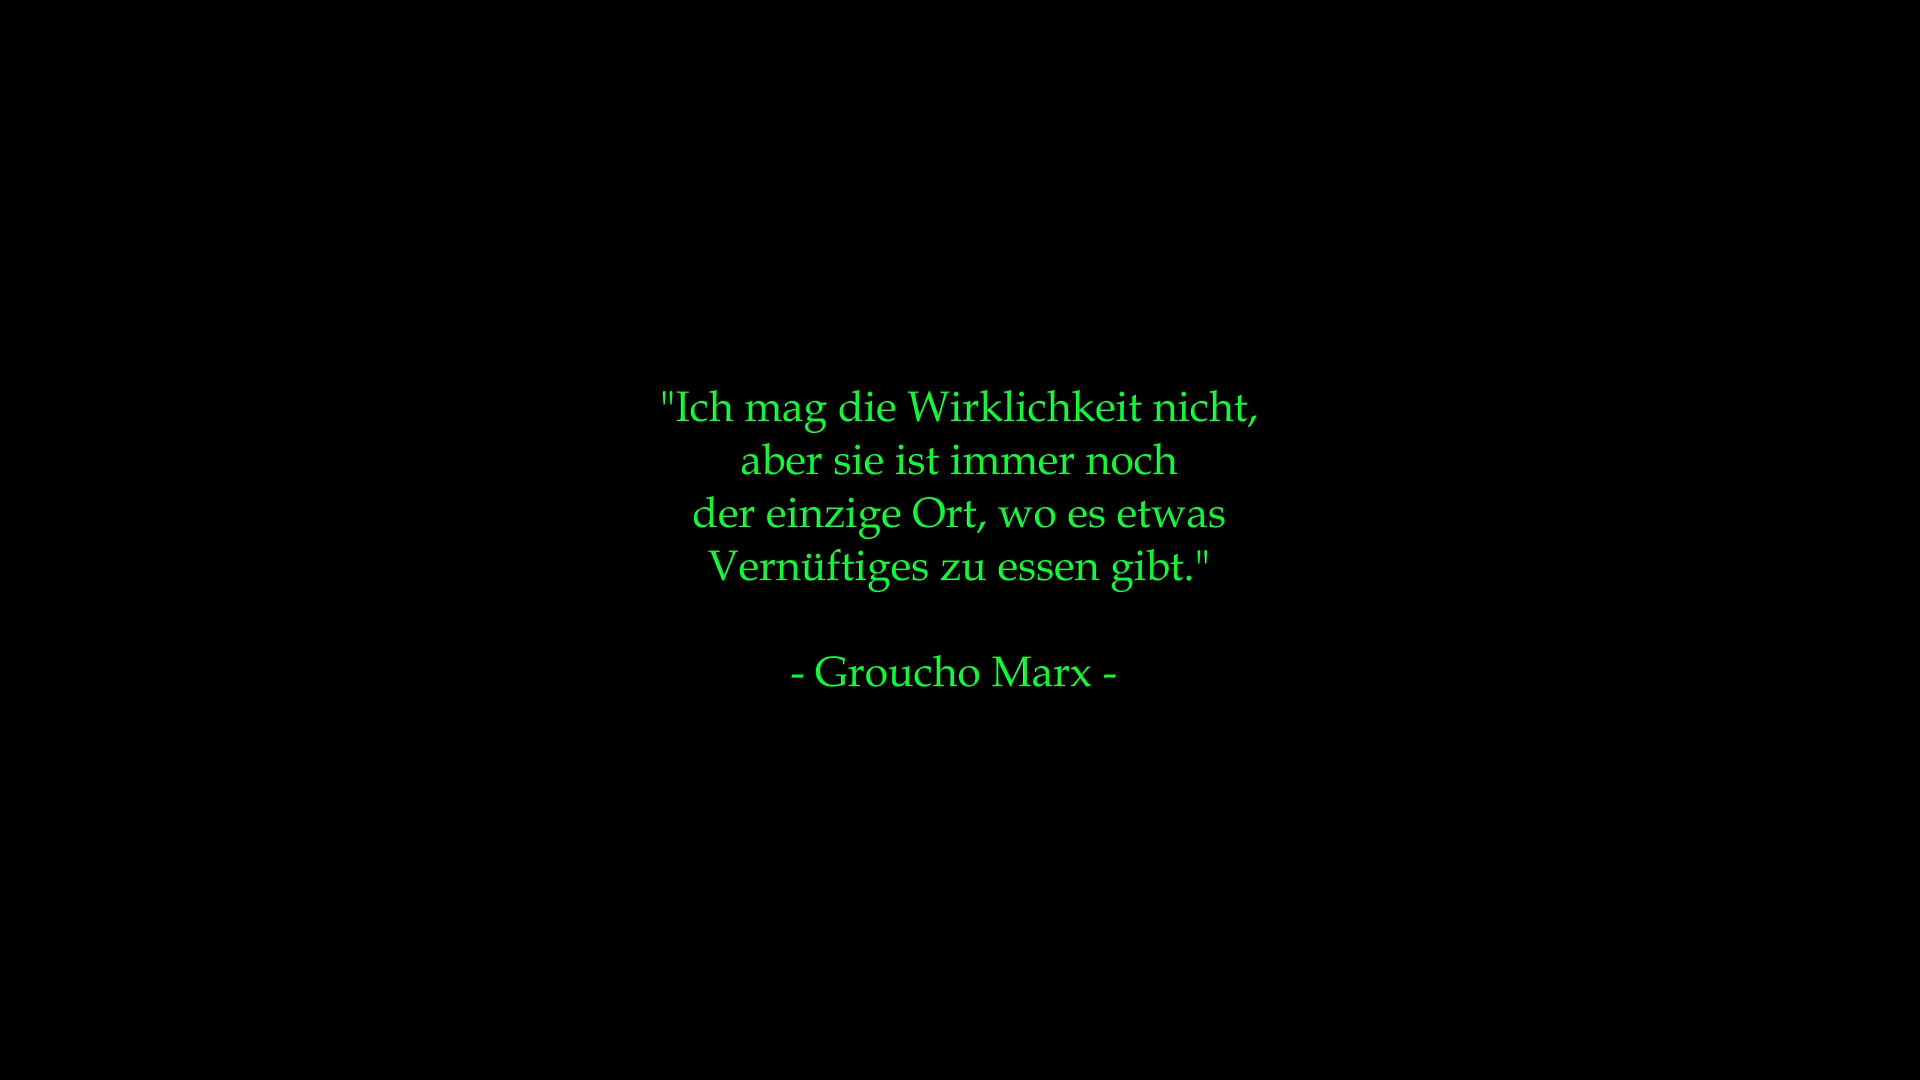 "Ich mag die Wirklichkeit nicht,
aber sie ist immer noch
der einzige Ort, wo es etwas
Vernüftiges zu essen gibt."
- Groucho Marx -